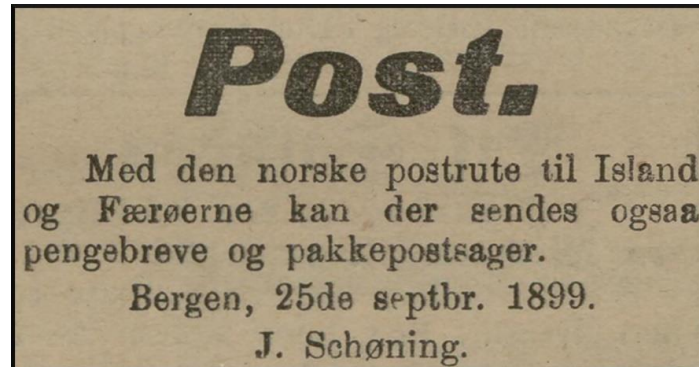 Post.
Med den norske postrute til Island
og Færøerne kan der sendes ogsaa
pengebreve og pakkepostsager.
Bergen, 25de septbr. 1899.
J. Schøning.